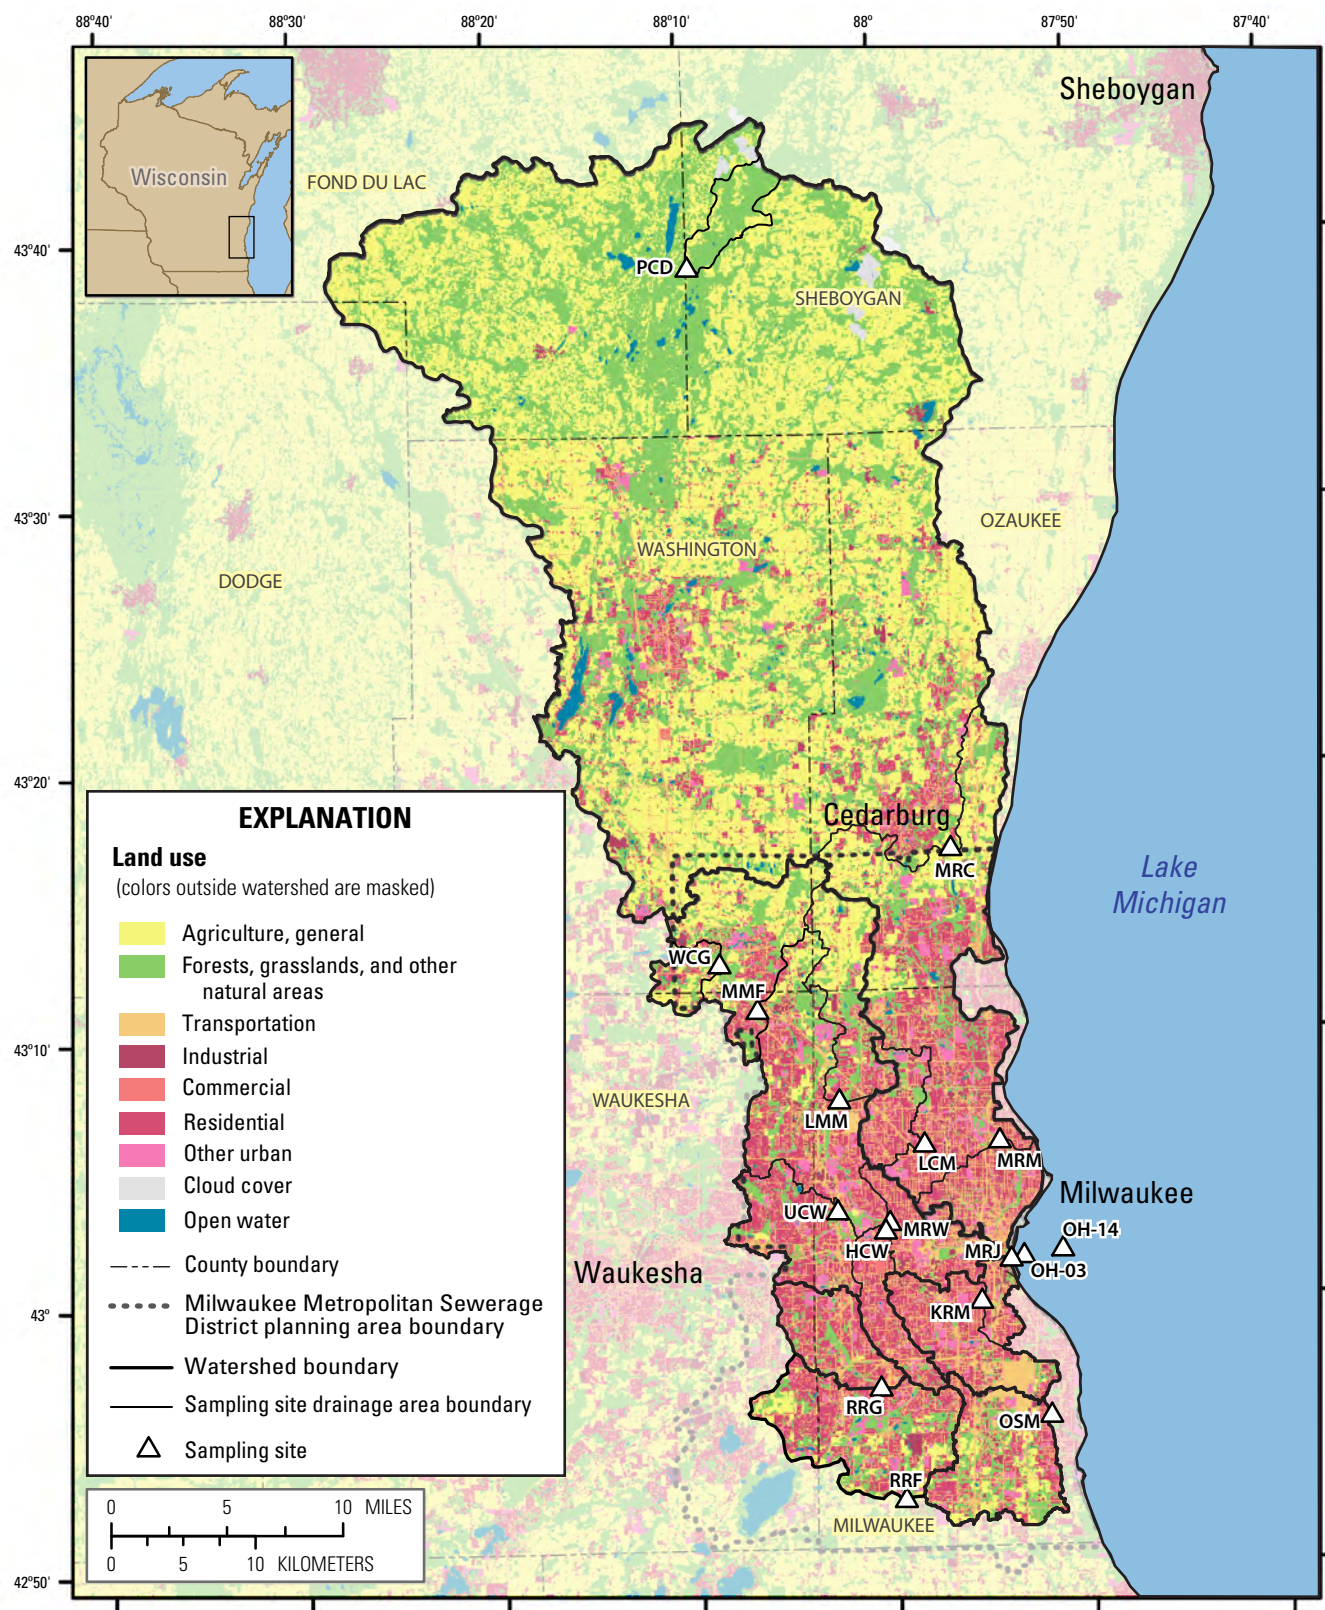 88°40'
88°30'
88°20'
88°10'
88°
87°50'
87°40'
Sheboygan
Wisconsin
FOND DU LAC
43°40'
PCD
SHEBOYGAN
43°30'
OZAUKEE
WASHINGTON
DODGE
43°20'
Cedarburg
MRC
Lake
Michigan
EXPLANATION
Land use
(colors outside watershed are masked)
Agriculture, general
Forests, grasslands, and other
natural areas
Transportation
Industrial
Commercial
Residential
Other urban
Cloud cover
Open water
County boundary
Milwaukee Metropolitan Sewerage
District planning area boundary
Watershed boundary
Sampling site drainage area boundary
Sampling site
WCG
MMF
43°10'
WAUKESHA
LMM
LCM
MRM
Milwaukee
UCW
MRW
OH-14
HCW
MRJ
OH-03
Waukesha
43°
KRM
RRG
OSM
RRF
MILWAUKEE
0 5 10 MILES
0 5 10 KILOMETERS
42°50'